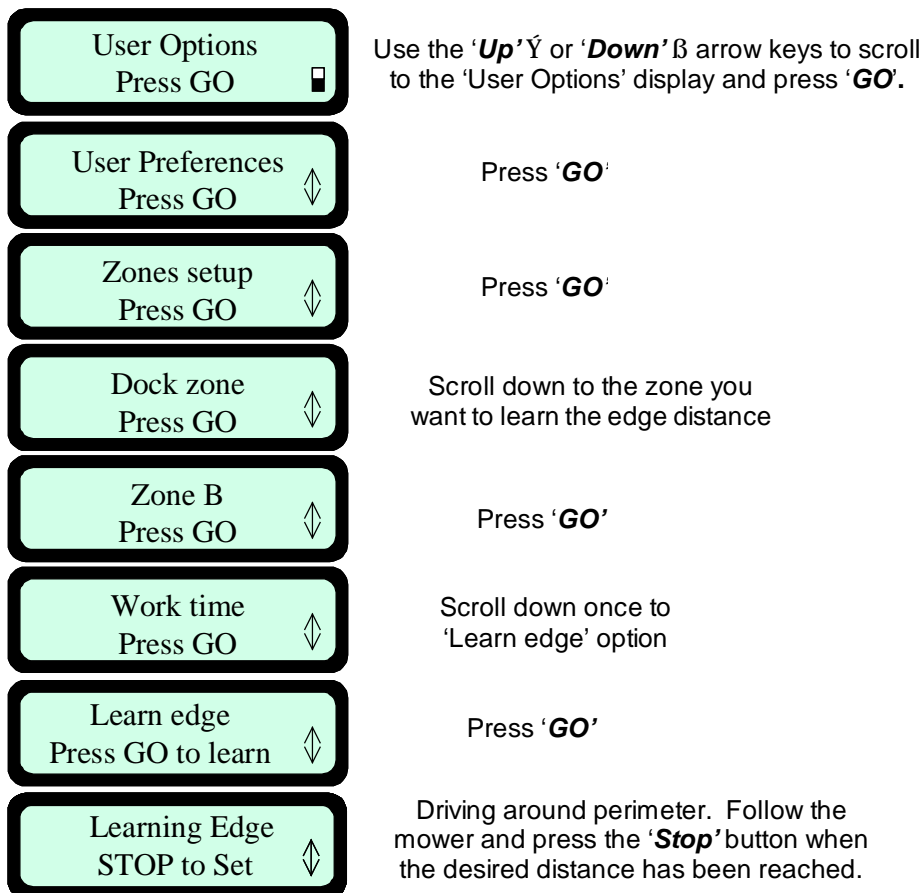 User Options
Press GO
Use the ‘Up’ Ý or ‘Down’ ß arrow keys to scroll
to the ‘User Options’ display and press ‘GO’.
User Preferences
Press GO
Press ‘GO’
Zones setup
Press GO
Press ‘GO’
Dock zone
Press GO
Scroll down to the zone you
want to learn the edge distance
Zone B
Press GO
Press ‘GO’
Work time
Press GO
Scroll down once to
‘Learn edge’ option
Learn edge
Press GO to learn
Press ‘GO’
Learning Edge
STOP to Set
Driving around perimeter. Follow the
mower and press the ‘Stop’ button when
the desired distance has been reached.